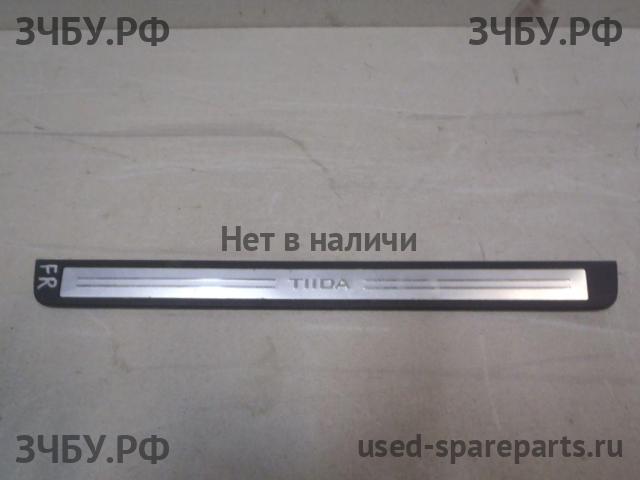 ЗЧБУ.РФ ЗЧБУ.РФ
Нет в наличи
FR
TIIDA
ЗЧБУ.РФ used-spareparts.ru